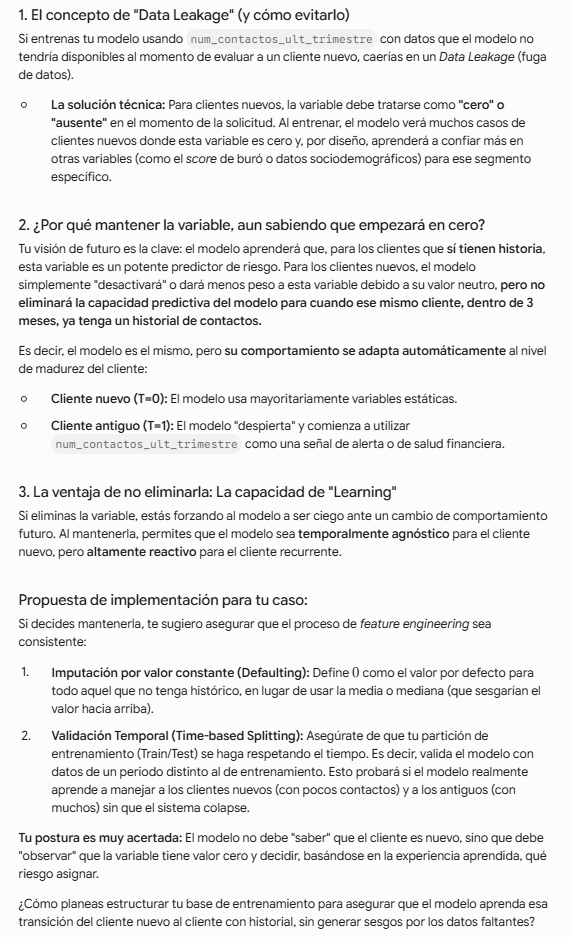 1. El concepto de "Data Leakage" (y cómo evitarlo)
Si entrenas tu modelo usando num_contactos_ult_trimestre con datos que el modelo no
tendría disponibles al momento de evaluar a un cliente nuevo, caerías en un Data Leakage (fuga
de datos).
○ La solución técnica: Para clientes nuevos, la variable debe tratarse como "cero" o
"ausente" en el momento de la solicitud. Al entrenar, el modelo verá muchos casos de
clientes nuevos donde esta variable es cero y, por diseño, aprenderá a confiar más en
otras variables (como el score de buró o datos sociodemográficos) para ese segmento
específico.
2. ¿Por qué mantener la variable, aun sabiendo que empezará en cero?
Tu visión de futuro es la clave: el modelo aprenderá que, para los clientes que sí tienen historia,
esta variable es un potente predictor de riesgo. Para los clientes nuevos, el modelo
simplemente "desactivará" o dará menos peso a esta variable debido a su valor neutro, pero no
eliminará la capacidad predictiva del modelo para cuando ese mismo cliente, dentro de 3
meses, ya tenga un historial de contactos.
Es decir, el modelo es el mismo, pero su comportamiento se adapta automáticamente al nivel
de madurez del cliente:
○ Cliente nuevo (T=0): El modelo usa mayoritariamente variables estáticas.
○ Cliente antiguo (T=1): El modelo "despierta" y comienza a utilizar
num_contactos_ult_trimestre como una señal de alerta o de salud financiera.
3. La ventaja de no eliminarla: La capacidad de "Learning"
Si eliminas la variable, estás forzando al modelo a ser ciego ante un cambio de comportamiento
futuro. Al mantenerla, permites que el modelo sea temporalmente agnóstico para el cliente
nuevo, pero altamente reactivo para el cliente recurrente.
Propuesta de implementación para tu caso:
Si decides mantenerla, te sugiero asegurar que el proceso de feature engineering sea
consistente:
1. Imputación por valor constante (Defaulting): Define 0 como el valor por defecto para
todo aquel que no tenga histórico, en lugar de usar la media o mediana (que sesgarían el
valor hacia arriba).
2. Validación Temporal (Time-based Splitting): Asegúrate de que tu partición de
entrenamiento (Train/Test) se haga respetando el tiempo. Es decir, valida el modelo con
datos de un periodo distinto al de entrenamiento. Esto probará si el modelo realmente
aprende a manejar a los clientes nuevos (con pocos contactos) y a los antiguos (con
muchos) sin que el sistema colapse.
Tu postura es muy acertada: El modelo no debe "saber" que el cliente es nuevo, sino que debe
"observar" que la variable tiene valor cero y decidir, basándose en la experiencia aprendida, qué
riesgo asignar.
¿Cómo planeas estructurar tu base de entrenamiento para asegurar que el modelo aprenda esa
transición del cliente nuevo al cliente con historial, sin generar sesgos por los datos faltantes?